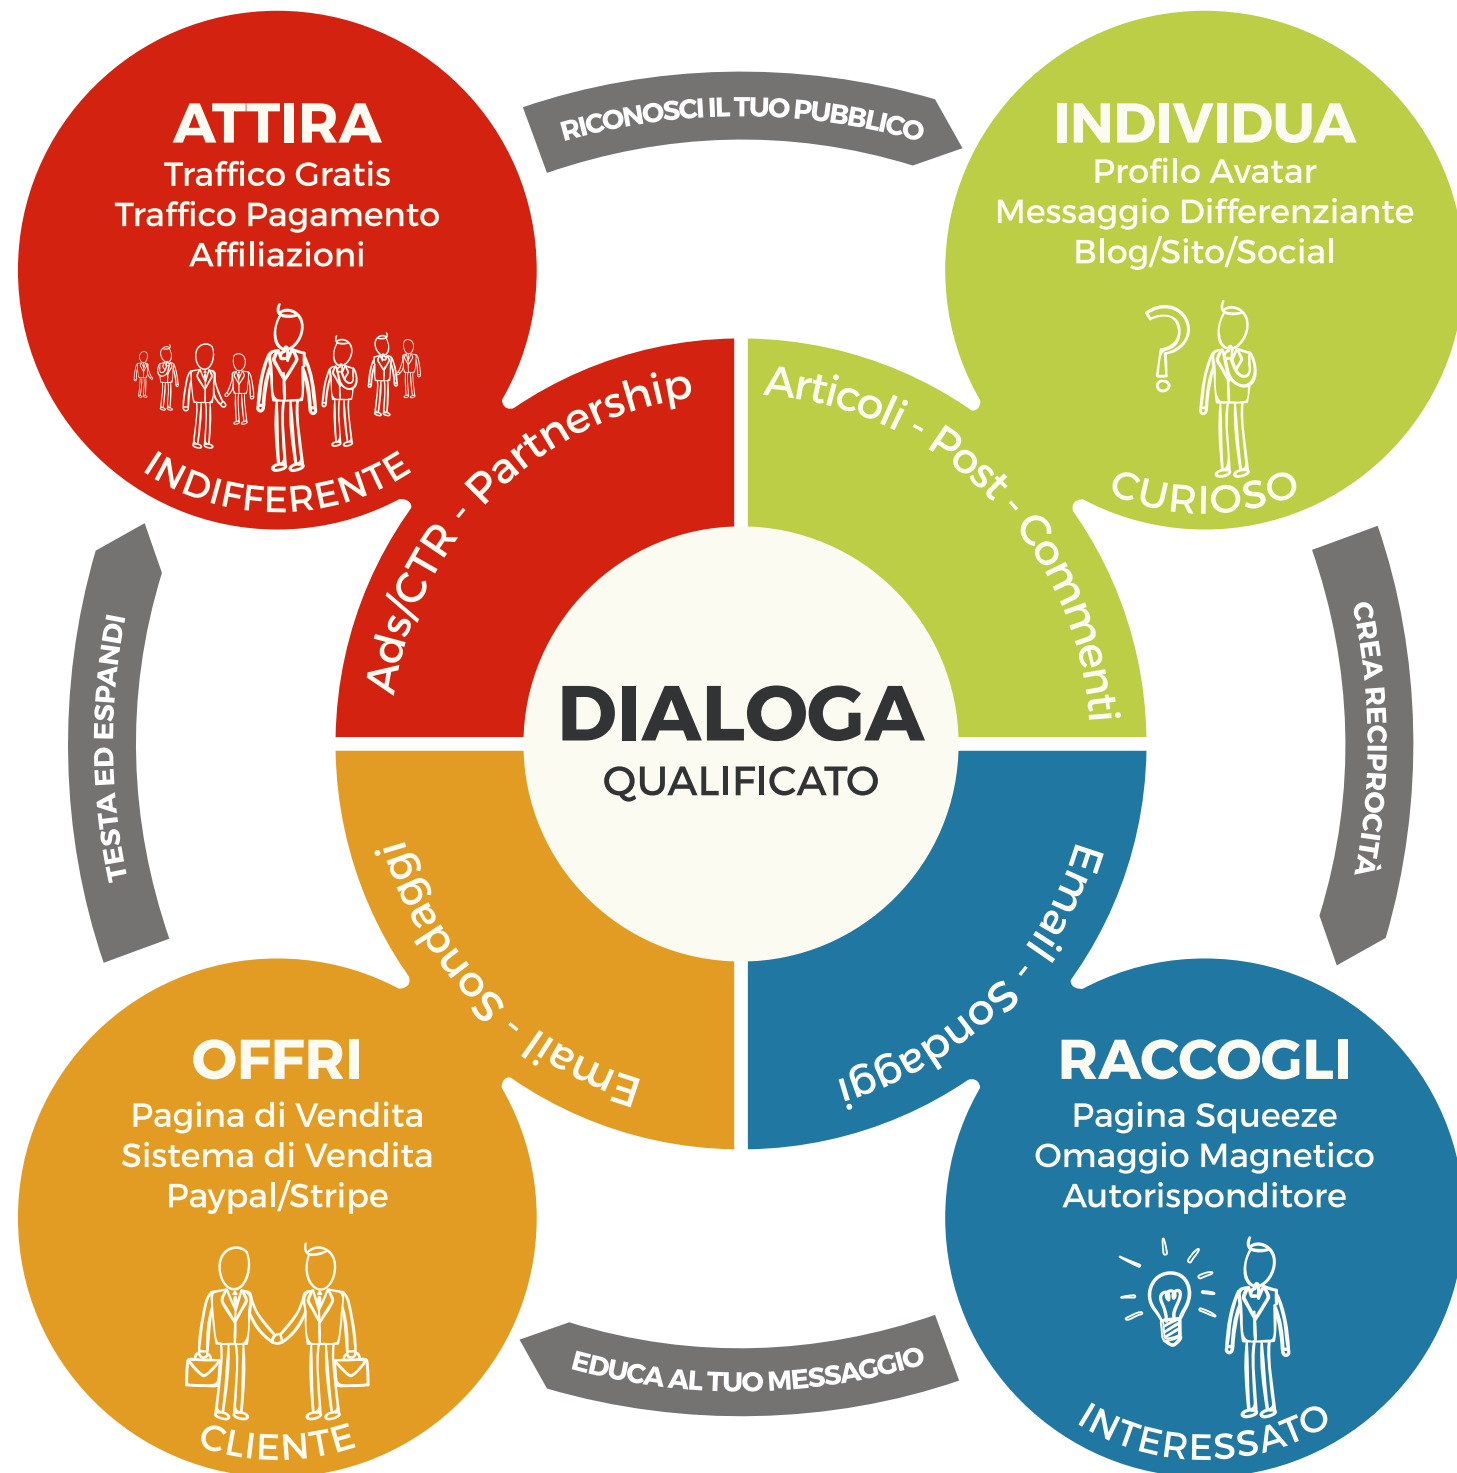 ATTIRA
Traffico Gratis
Traffico Pagamento
Affiliazioni
INDIFFERENTE
RICONOSCI IL TUO PUBBLICO
INDIVIDUA
Profilo Avatar
Messaggio Differenziante
Blog/Sito/Social
CURIOSO
Ads/CTR - Partnership
Articoli - Post - Commenti
TESTA ED ESPANDI
DIALOGA
QUALIFICATO
CREA RECIPROCITÀ
Email - Sondaggi
Email - Sondaggi
OFFRI
Pagina di Vendita
Sistema di Vendita
Paypal/Stripe
CLIENTE
EDUCA AL TUO MESSAGGIO
RACCOGLI
Pagina Squeeze
Omaggio Magnetico
Autorisponditore
INTERESSATO